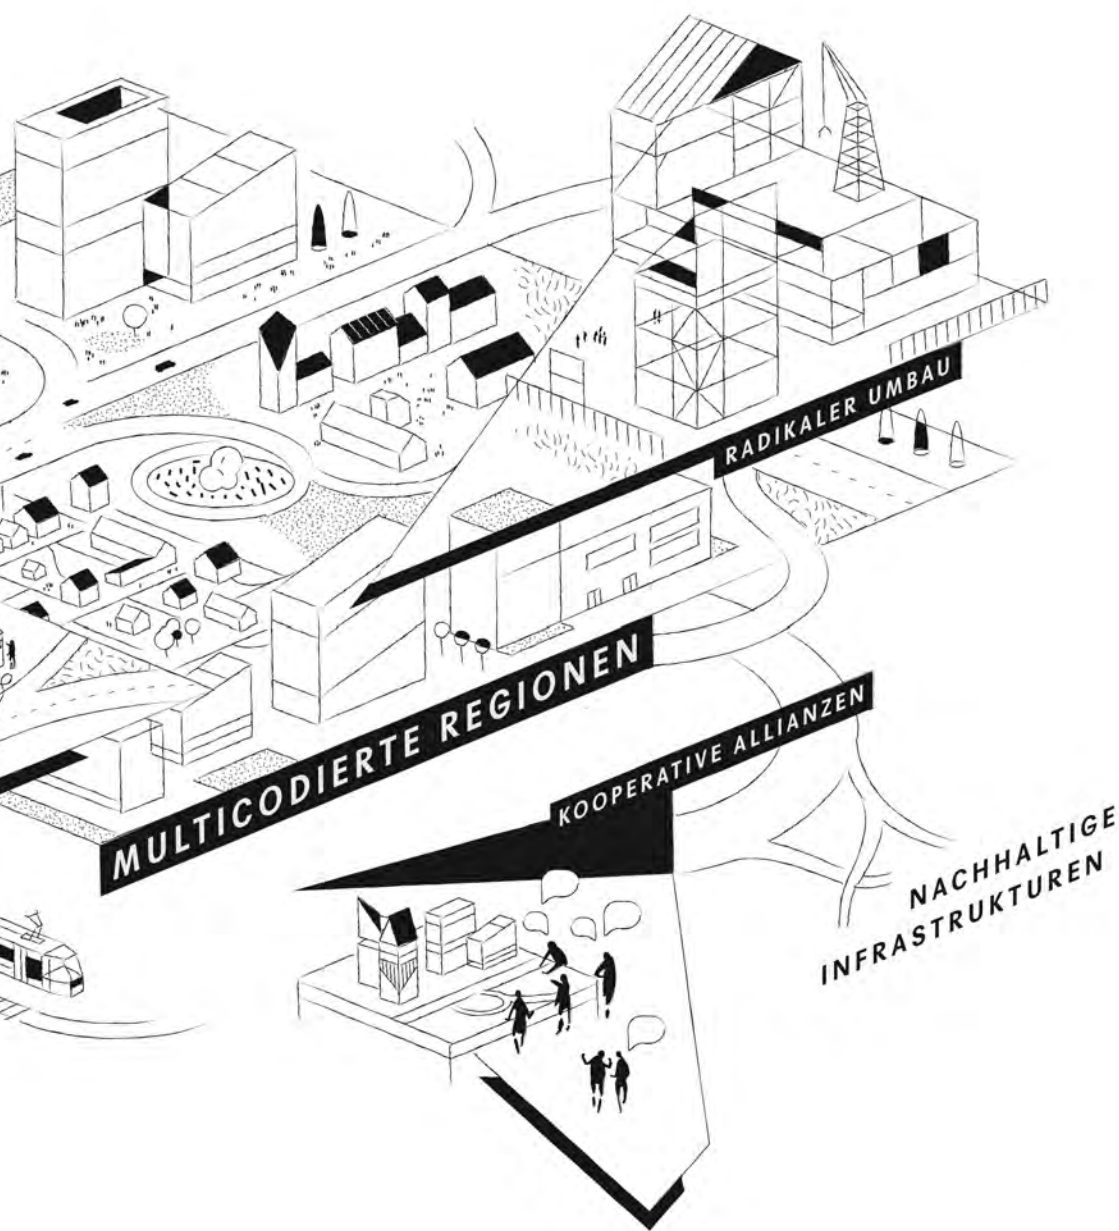 RADIKALER UMBAU
MULTICODIERTE REGIONEN
KOOPERATIVE ALLIANZEN
NACHHALTIGE
INFRASTRUKTUREN